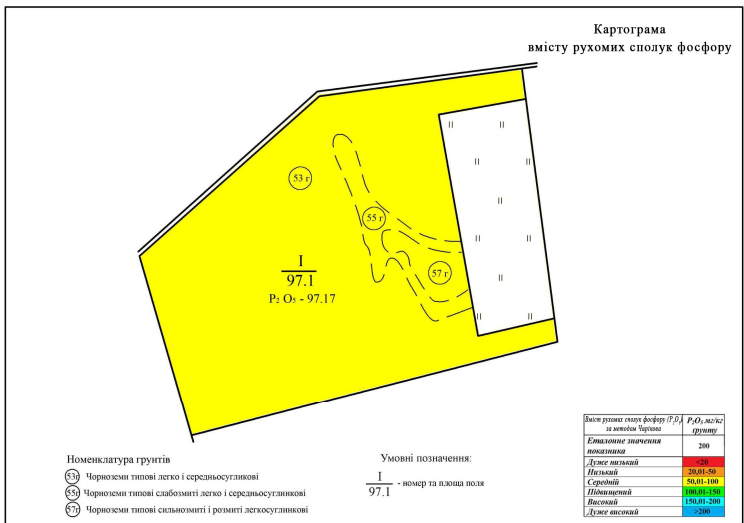 Картограма
вмісту рухомих сполук фосфору
53 г
55 г
57 г
I
97.1
P₂ O₅ - 97.17
Номенклатура грунтів
53г Чорноземи типові легко і середньосугликові
55г Чорноземи типові слабозмиті легко і середньосуглинкові
57г Чорноземи типові сильнозмиті і розмиті легкосуглинкові
Умовні позначення:
I
97.1 - номер та площа поля
Вміст рухомих сполук фосфору (P₂O₅) за методом Чирікова P₂O₅ мг/кг грунту
Еталонне значення показника 200
Дуже низький <20
Низький 20,01-50
Середній 50,01-100
Підвищений 100,01-150
Високий 150,01-200
Дуже високий >200